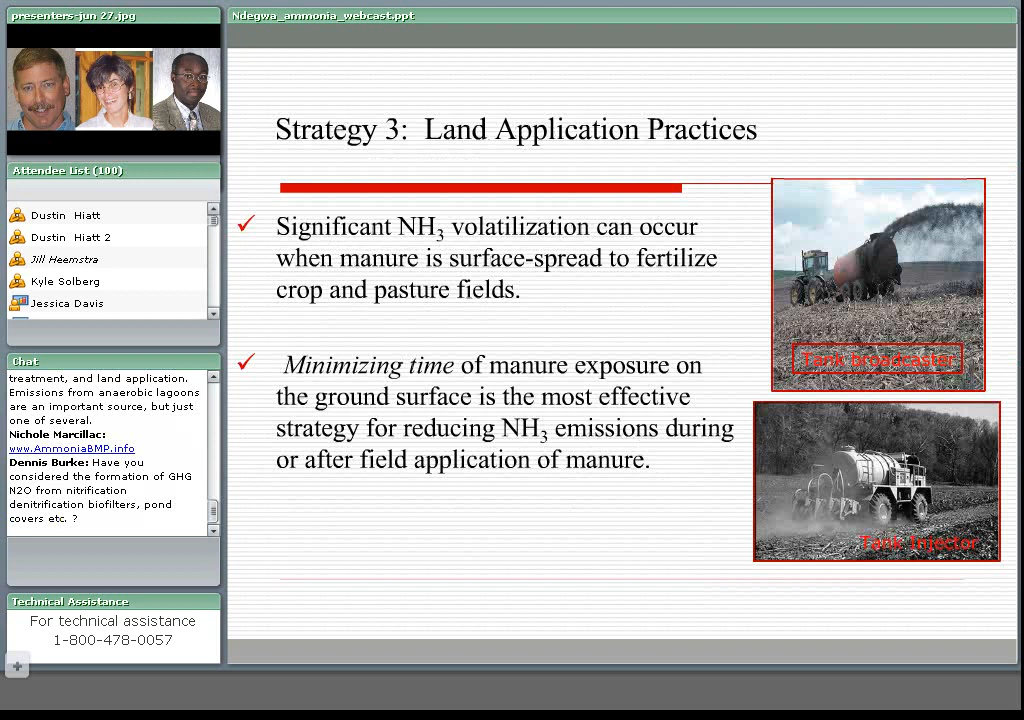 presenters-jun 27.jpg
Attendee List (100)
Dustin Hiatt
Dustin Hiatt 2
Jill Heemstra
Kyle Solberg
Jessica Davis
Chat
treatment, and land application.
Emissions from anaerobic lagoons
are an important source, but just
one of several.
Nichole Marcillac:
www.AmmoniaBMP.info
Dennis Burke: Have you
considered the formation of GHG
N2O from nitrification
denitrification biofilters, pond
covers etc. ?
Technical Assistance
For technical assistance
1-800-478-0057
Ndegwa_ammonia_webcast.ppt
Strategy 3: Land Application Practices
Significant NH3 volatilization can occur
when manure is surface-spread to fertilize
crop and pasture fields.
Minimizing time of manure exposure on
the ground surface is the most effective
strategy for reducing NH3 emissions during
or after field application of manure.
Tank broadcaster
Tank Injector